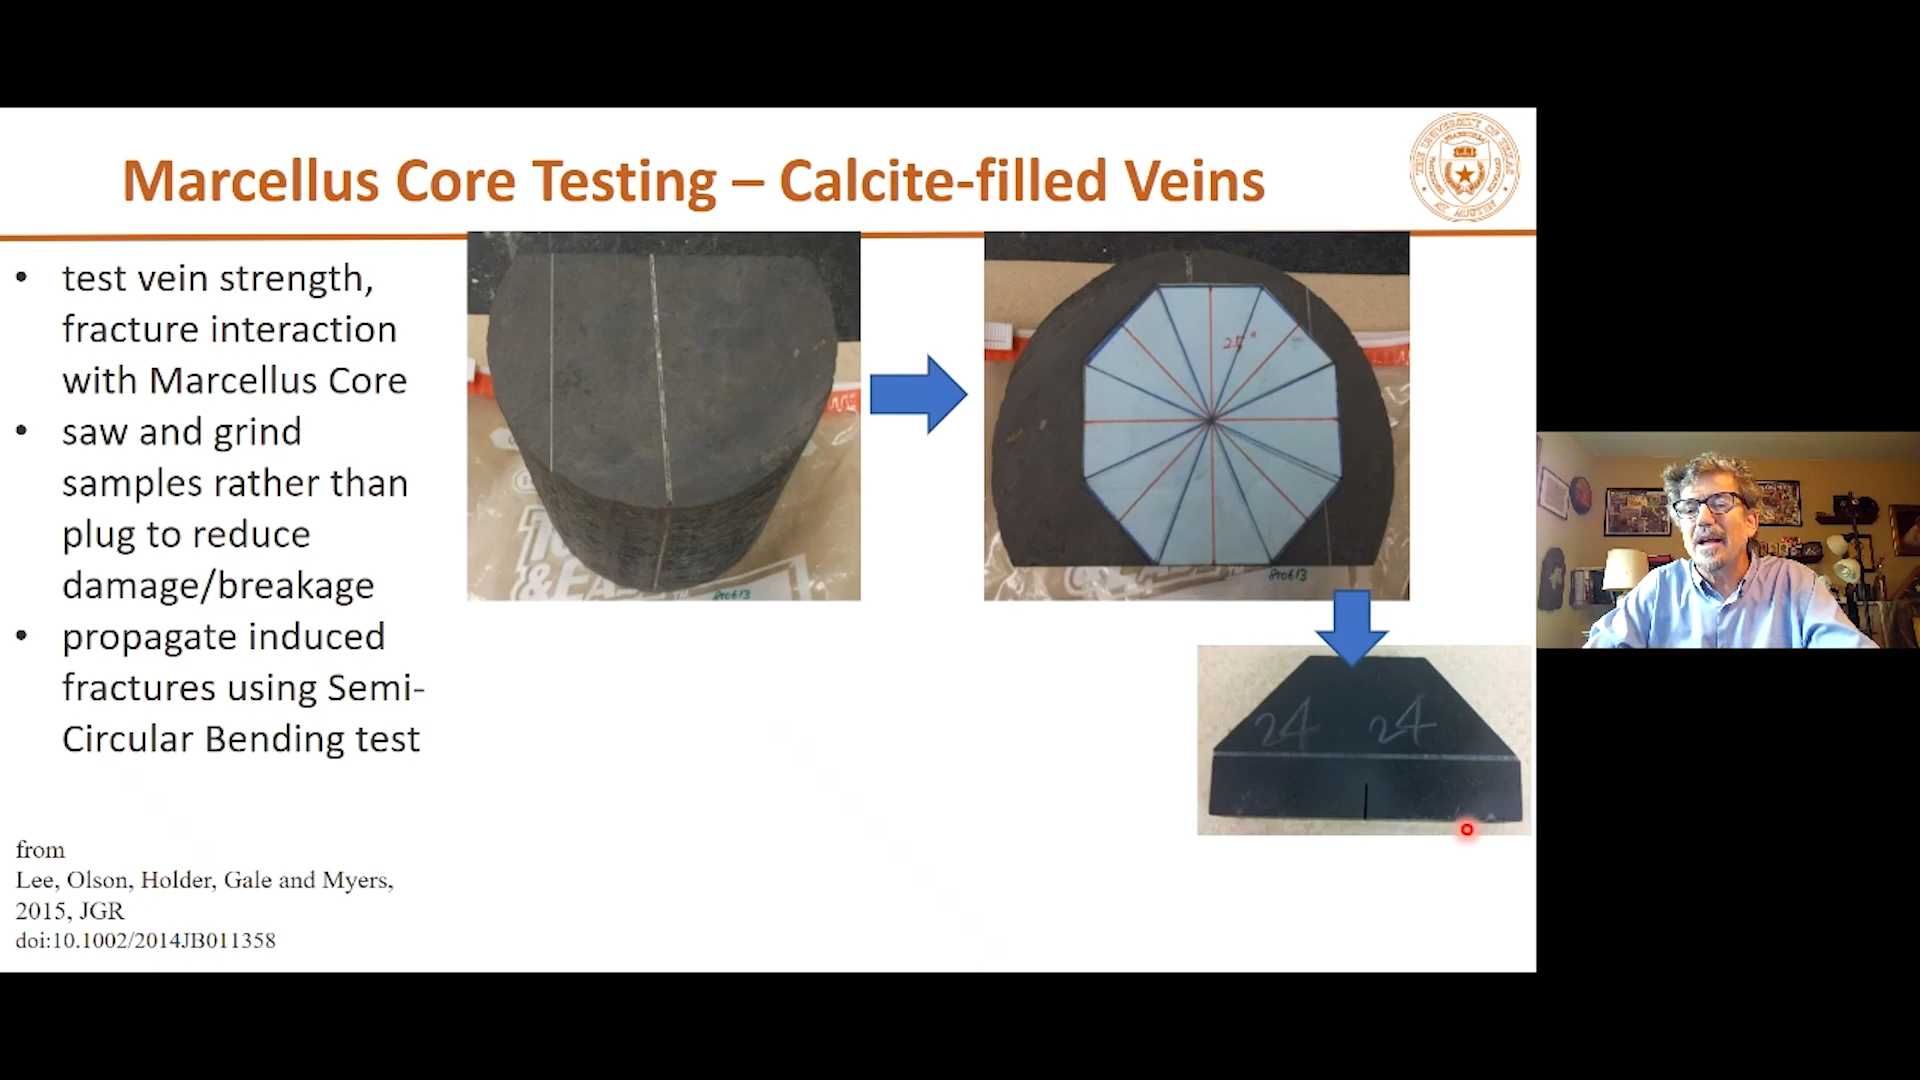 Marcellus Core Testing – Calcite-filled Veins
• test vein strength,
fracture interaction
with Marcellus Core
• saw and grind
samples rather than
plug to reduce
damage/breakage
• propagate induced
fractures using Semi-
Circular Bending test
from
Lee, Olson, Holder, Gale and Myers,
2015, JGR
doi:10.1002/2014JB011358
24 24